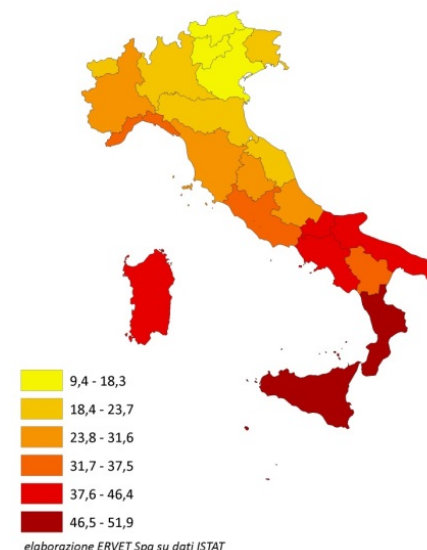 9,4 - 18,3
18,4 - 23,7
23,8 - 31,6
31,7 - 37,5
37,6 - 46,4
46,5 - 51,9
elaborazione ERVET Spa su dati ISTAT